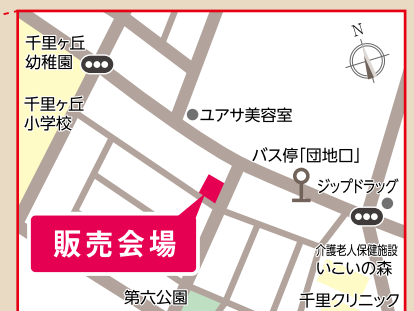 千里ヶ丘
幼稚園
N
千里ヶ丘
小学校
ユアサ美容室
バス停「団地口」
ジップドラッグ
販売会場
介護老人保健施設
いこいの森
第六公園
千里クリニック